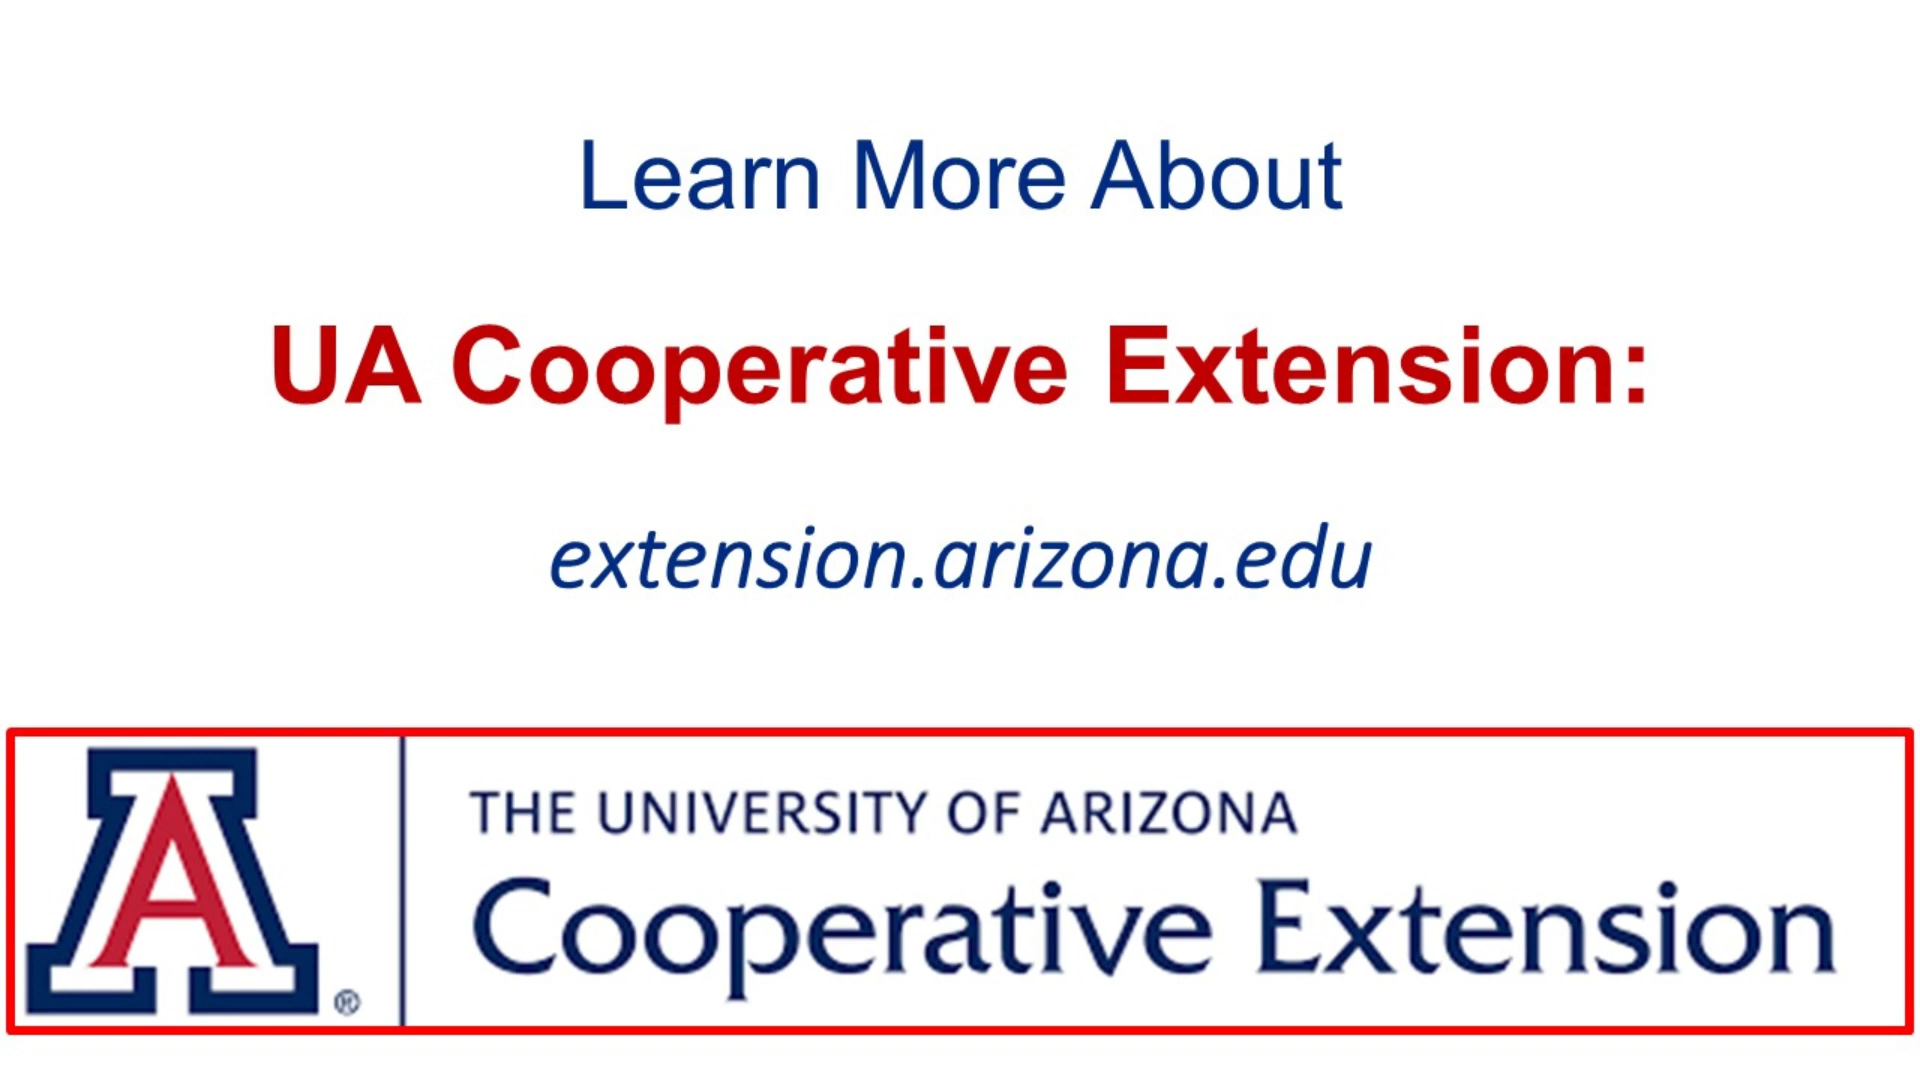 Learn More About
UA Cooperative Extension:
extension.arizona.edu
A ®
THE UNIVERSITY OF ARIZONA
Cooperative Extension